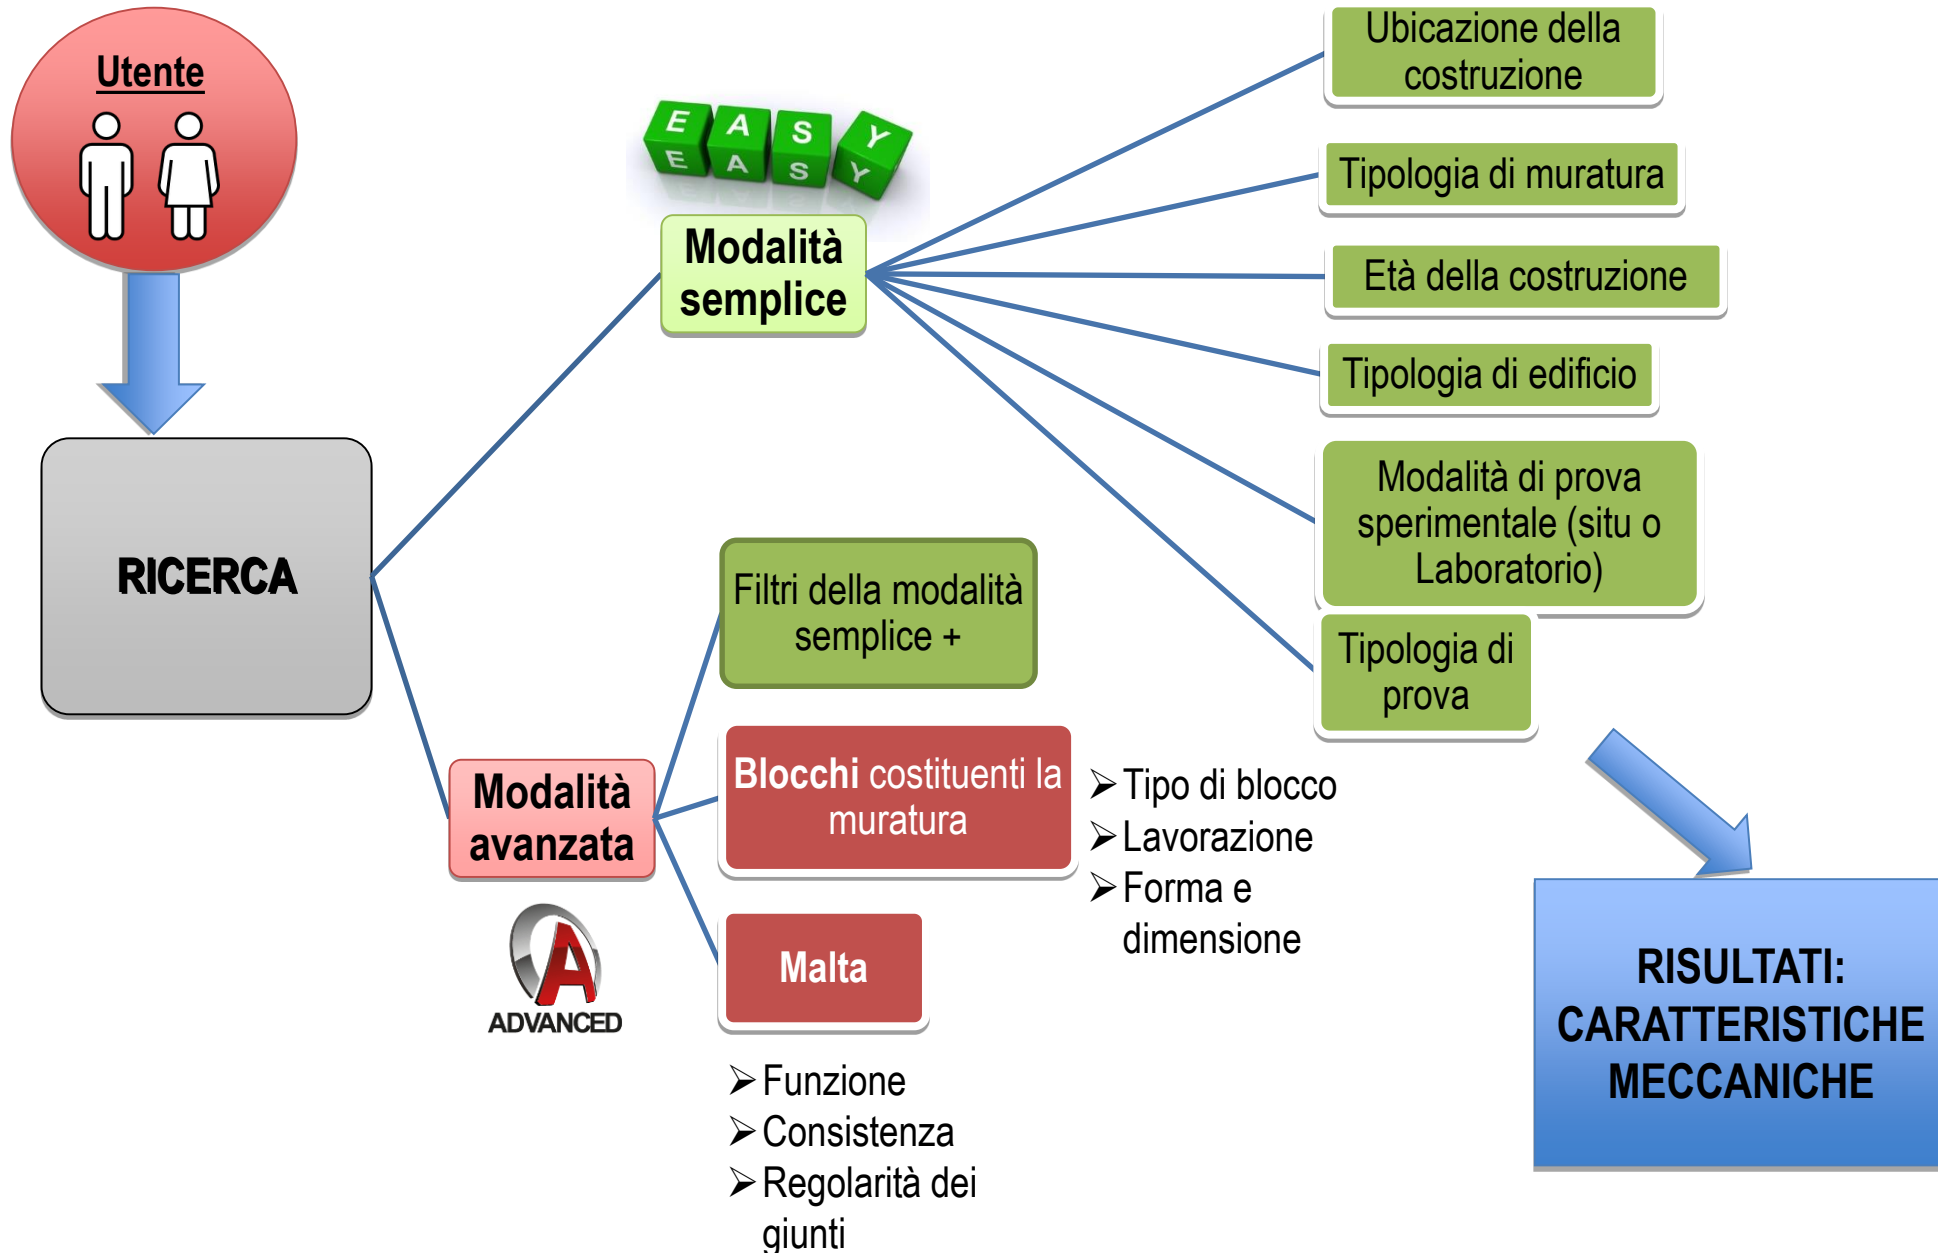 Utente
RICERCA
E A S Y
E A S Y
Modalità
semplice
Ubicazione della
costruzione
Tipologia di muratura
Età della costruzione
Tipologia di edificio
Modalità di prova
sperimentale (situ o
Laboratorio)
Tipologia di
prova
Modalità
avanzata
A
ADVANCED
Filtri della modalità
semplice +
Blocchi costituenti la
muratura
Tipo di blocco
Lavorazione
Forma e
dimensione
Malta
Funzione
Consistenza
Regolarità dei
giunti
RISULTATI:
CARATTERISTICHE
MECCANICHE